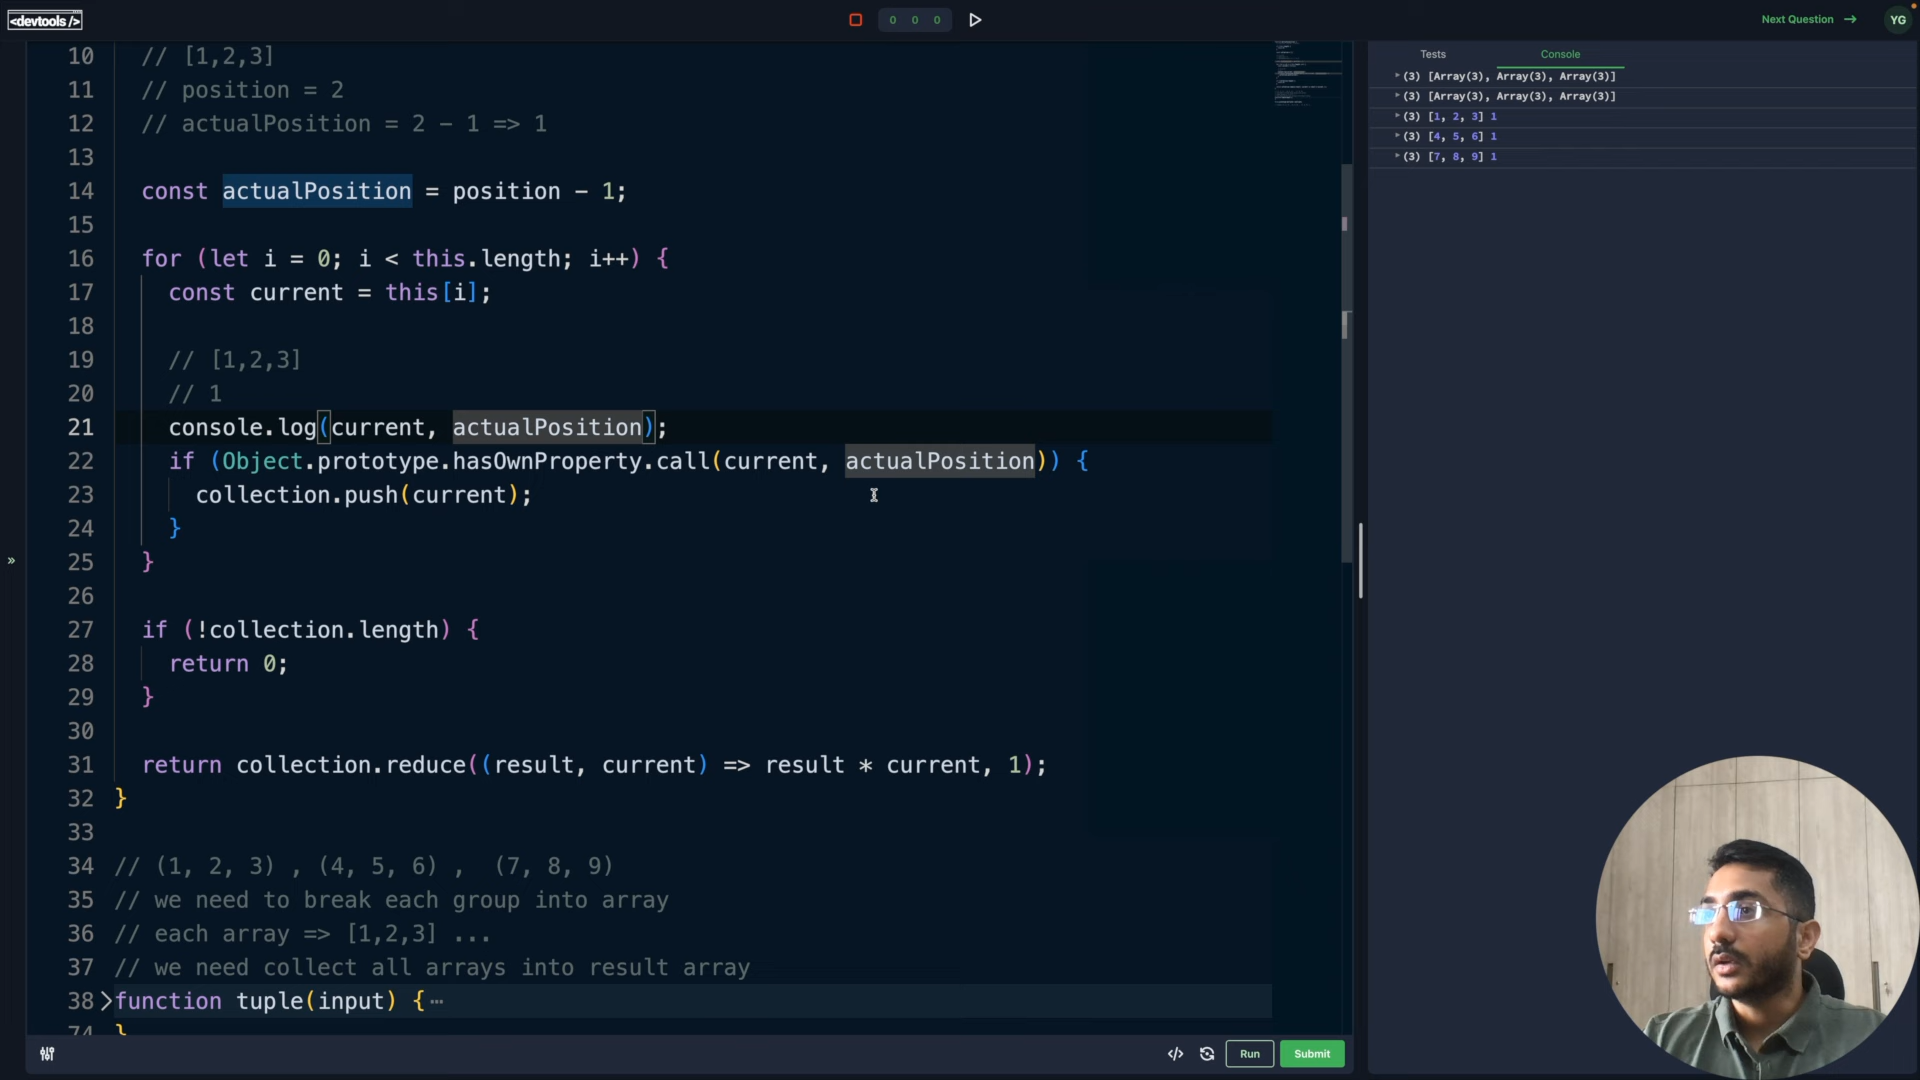 <devtools />
0 0 0
Next Question →
YG
10 // [1,2,3]
11 // position = 2
12 // actualPosition = 2 - 1 => 1
13
14 const actualPosition = position - 1;
15
16 for (let i = 0; i < this.length; i++) {
17 const current = this[i];
18
19 // [1,2,3]
20 // 1
21 console.log(current, actualPosition);
22 if (Object.prototype.hasOwnProperty.call(current, actualPosition)) {
23 collection.push(current);
24 }
25 }
26
27 if (!collection.length) {
28 return 0;
29 }
30
31 return collection.reduce((result, current) => result * current, 1);
32 }
33
34 // (1, 2, 3) , (4, 5, 6) , (7, 8, 9)
35 // we need to break each group into array
36 // each array => [1,2,3] ...
37 // we need collect all arrays into result array
38 function tuple(input) { ⋯
74 }
Run
Submit
Tests
Console
(3) [Array(3), Array(3), Array(3)]
(3) [Array(3), Array(3), Array(3)]
(3) [1, 2, 3] 1
(3) [4, 5, 6] 1
(3) [7, 8, 9] 1